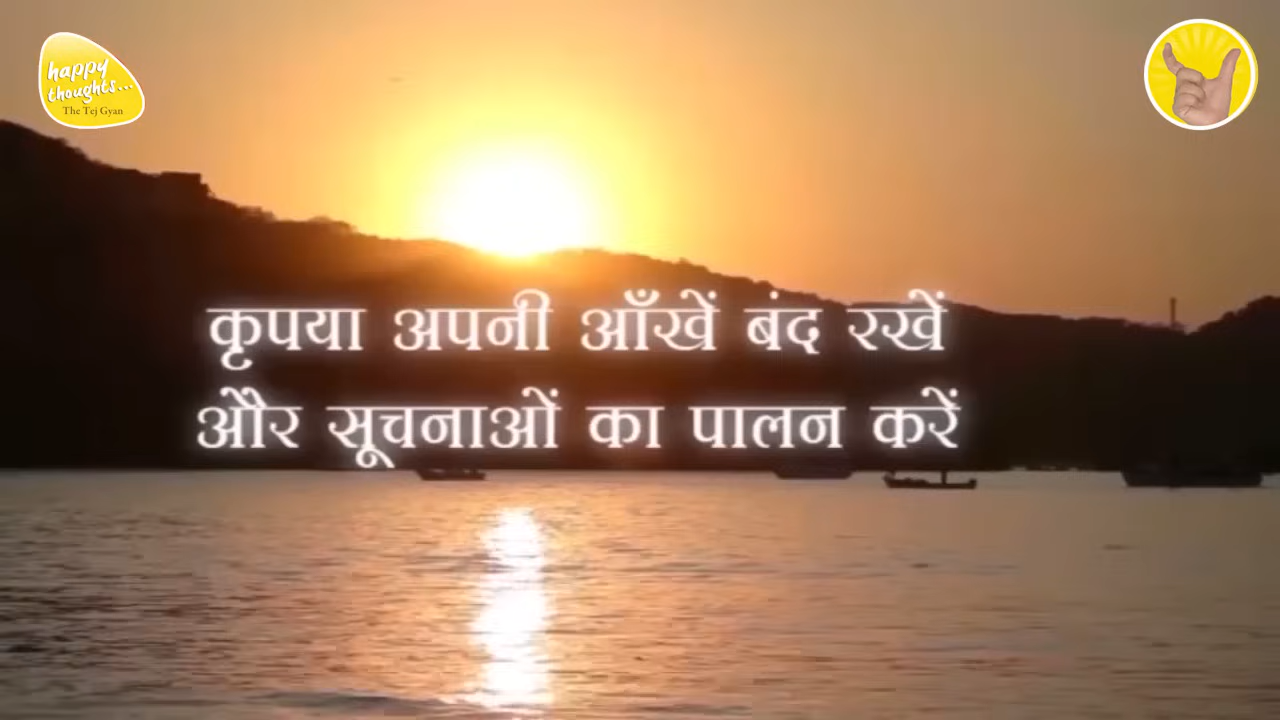 happy
thoughts...
The Tej Gyan
कृपया अपनी आँखें बंद रखें
और सूचनाओं का पालन करें